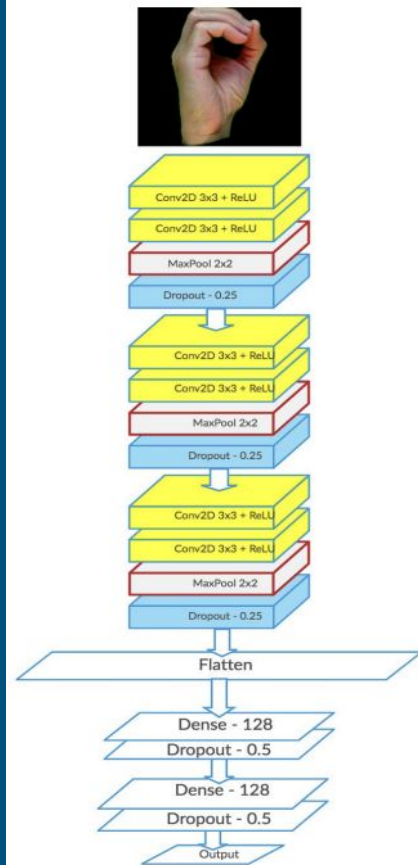 Conv2D 3x3 + ReLU
Conv2D 3x3 + ReLU
MaxPool 2x2
Dropout - 0.25
Conv2D 3x3 + ReLU
Conv2D 3x3 + ReLU
MaxPool 2x2
Dropout - 0.25
Conv2D 3x3 + ReLU
Conv2D 3x3 + ReLU
MaxPool 2x2
Dropout - 0.25
Flatten
Dense - 128
Dropout - 0.5
Dense - 128
Dropout - 0.5
Output